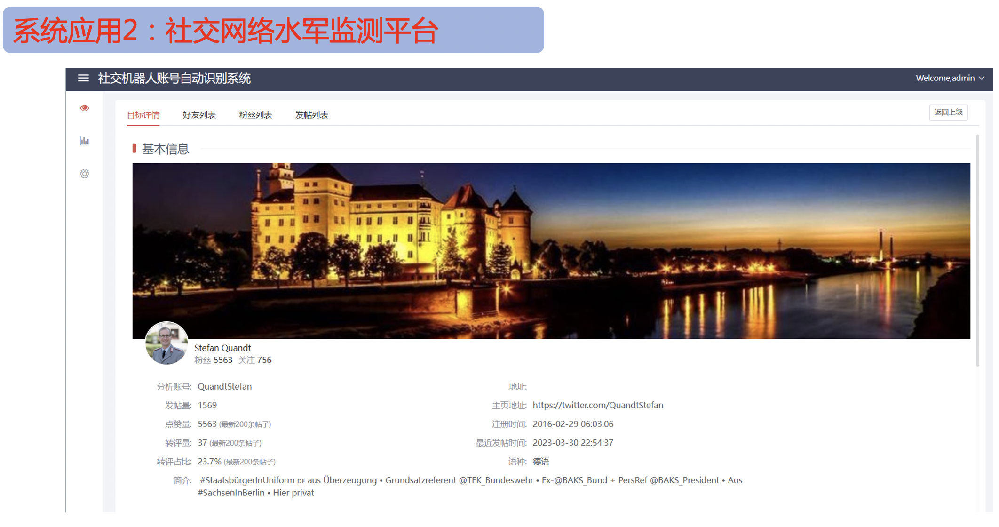 系统应用2：社交网络水军监测平台
社交机器人账号自动识别系统
Welcome,admin
目标详情 好友列表 粉丝列表 发帖列表
返回上级
基本信息
Stefan Quandt
粉丝 5563 关注 756
分析账号: QuandtStefan
地址:
发帖量: 1569
主页地址: https://twitter.com/QuandtStefan
点赞量: 5563 (最新200条帖子)
注册时间: 2016-02-29 06:03:06
转评量: 37 (最新200条帖子)
最近发帖时间: 2023-03-30 22:54:37
转评占比: 23.7% (最新200条帖子)
语种: 德语
简介: #StaatsbürgerInUniform DE aus Überzeugung • Grundsatzreferent @TFK_Bundeswehr • Ex-@BAKS_Bund + PersRef @BAKS_President • Aus
#SachsenInBerlin • Hier privat